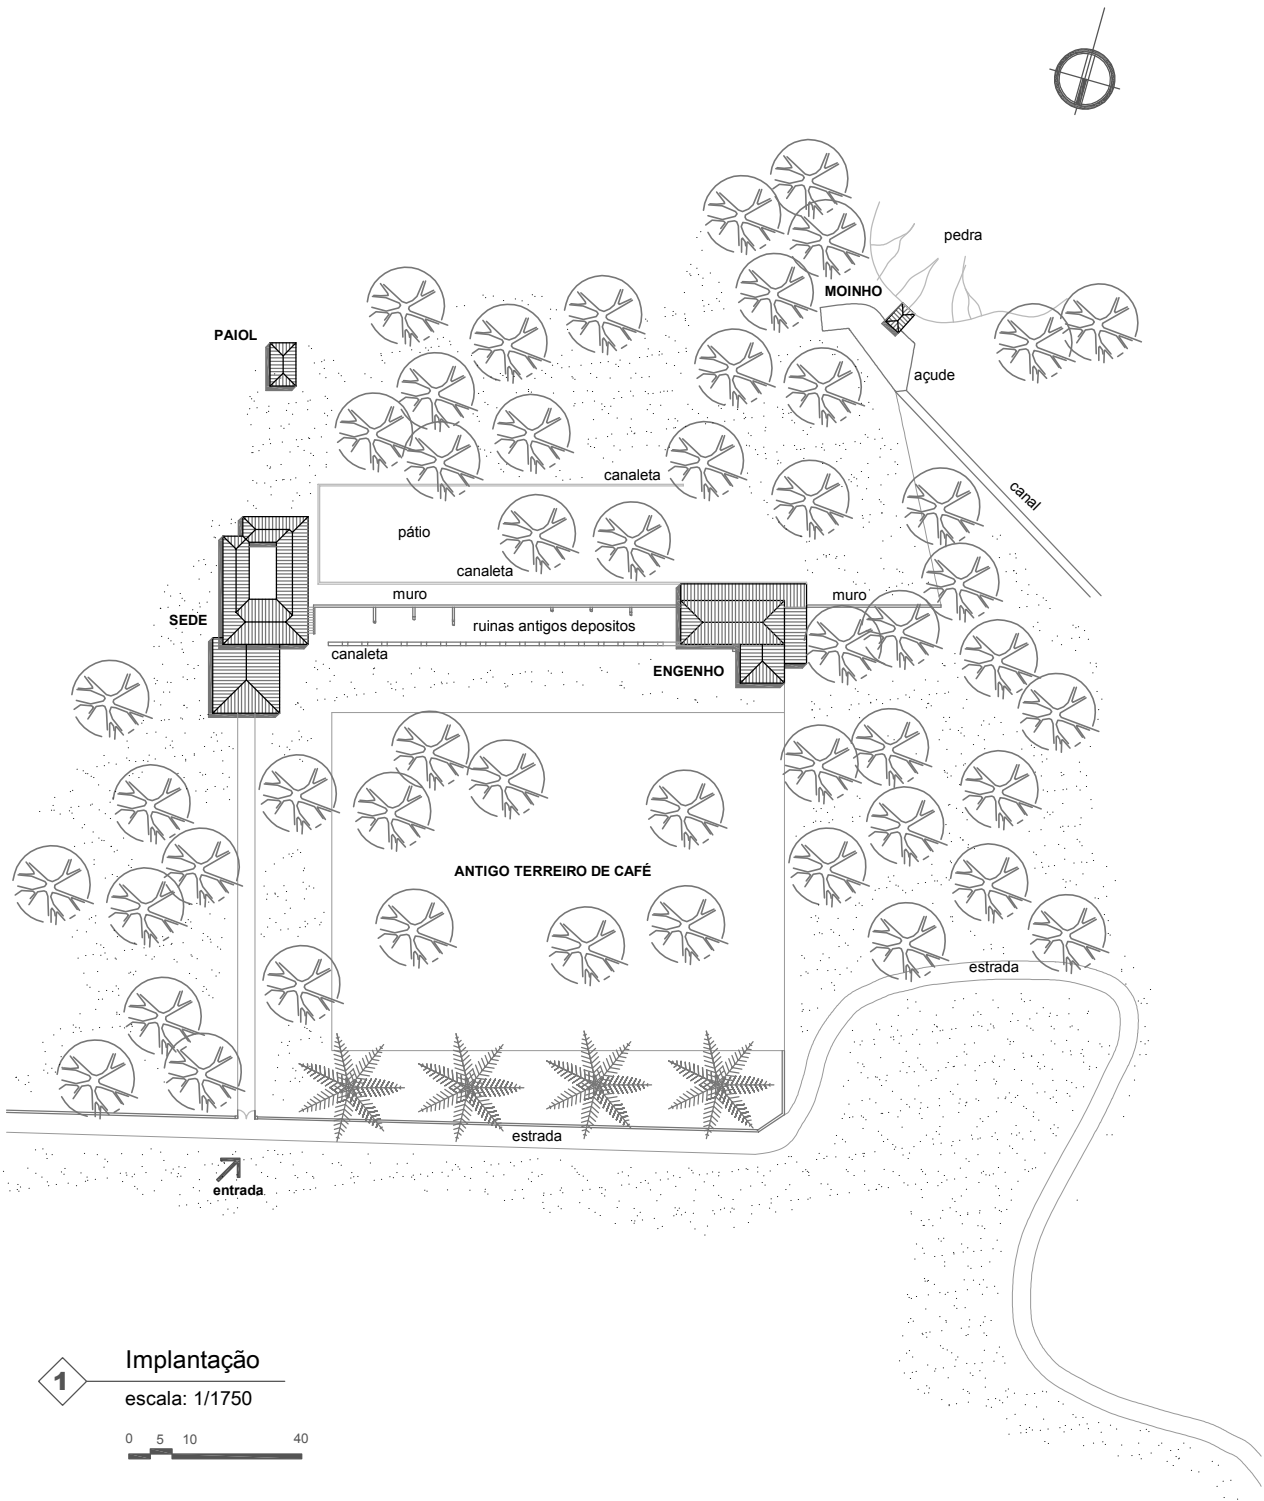 pedra
MOINHO
PAIOL
açude
canaleta
canal
pátio
canaleta
muro
muro
SEDE
ruinas antigos depositos
canaleta
ENGENHO
ANTIGO TERREIRO DE CAFÉ
estrada
estrada
entrada
Implantação
1
escala: 1/1750
0 5 10 40